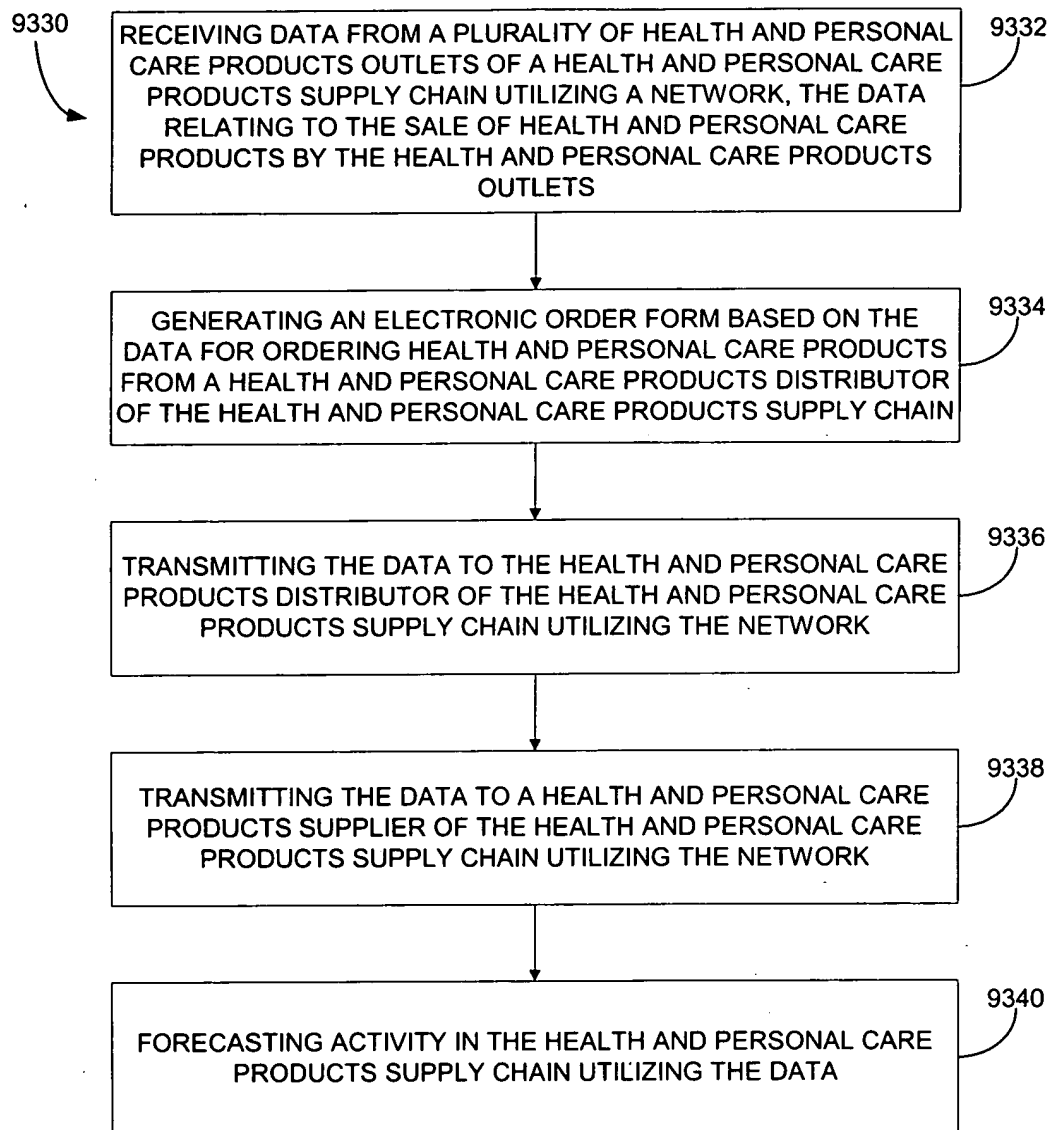 9330
RECEIVING DATA FROM A PLURALITY OF HEALTH AND PERSONAL
CARE PRODUCTS OUTLETS OF A HEALTH AND PERSONAL CARE
PRODUCTS SUPPLY CHAIN UTILIZING A NETWORK, THE DATA
RELATING TO THE SALE OF HEALTH AND PERSONAL CARE
PRODUCTS BY THE HEALTH AND PERSONAL CARE PRODUCTS
OUTLETS
9332
GENERATING AN ELECTRONIC ORDER FORM BASED ON THE
DATA FOR ORDERING HEALTH AND PERSONAL CARE PRODUCTS
FROM A HEALTH AND PERSONAL CARE PRODUCTS DISTRIBUTOR
OF THE HEALTH AND PERSONAL CARE PRODUCTS SUPPLY CHAIN
9334
TRANSMITTING THE DATA TO THE HEALTH AND PERSONAL CARE
PRODUCTS DISTRIBUTOR OF THE HEALTH AND PERSONAL CARE
PRODUCTS SUPPLY CHAIN UTILIZING THE NETWORK
9336
TRANSMITTING THE DATA TO A HEALTH AND PERSONAL CARE
PRODUCTS SUPPLIER OF THE HEALTH AND PERSONAL CARE
PRODUCTS SUPPLY CHAIN UTILIZING THE NETWORK
9338
FORECASTING ACTIVITY IN THE HEALTH AND PERSONAL CARE
PRODUCTS SUPPLY CHAIN UTILIZING THE DATA
9340